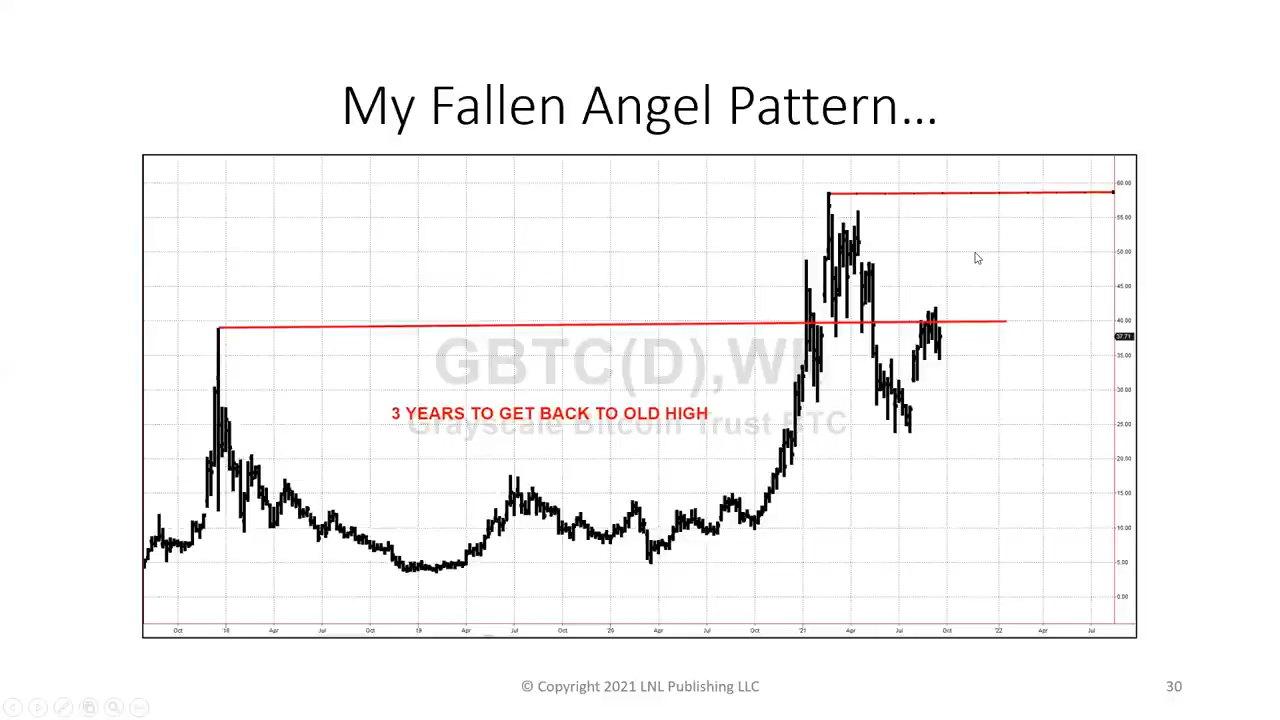 My Fallen Angel Pattern...
60.00
55.00
50.00
45.00
40.00
37.71
35.00
30.00
25.00
20.00
15.00
10.00
5.00
0.00
GBTC(D),W
3 YEARS TO GET BACK TO OLD HIGH
Grayscale Bitcoin Trust BTC
Oct '18 Apr Jul Oct 19 Apr Jul Oct '20 Apr Jul Oct '21 Apr Jul Oct '22 Apr Jul
© Copyright 2021 LNL Publishing LLC
30